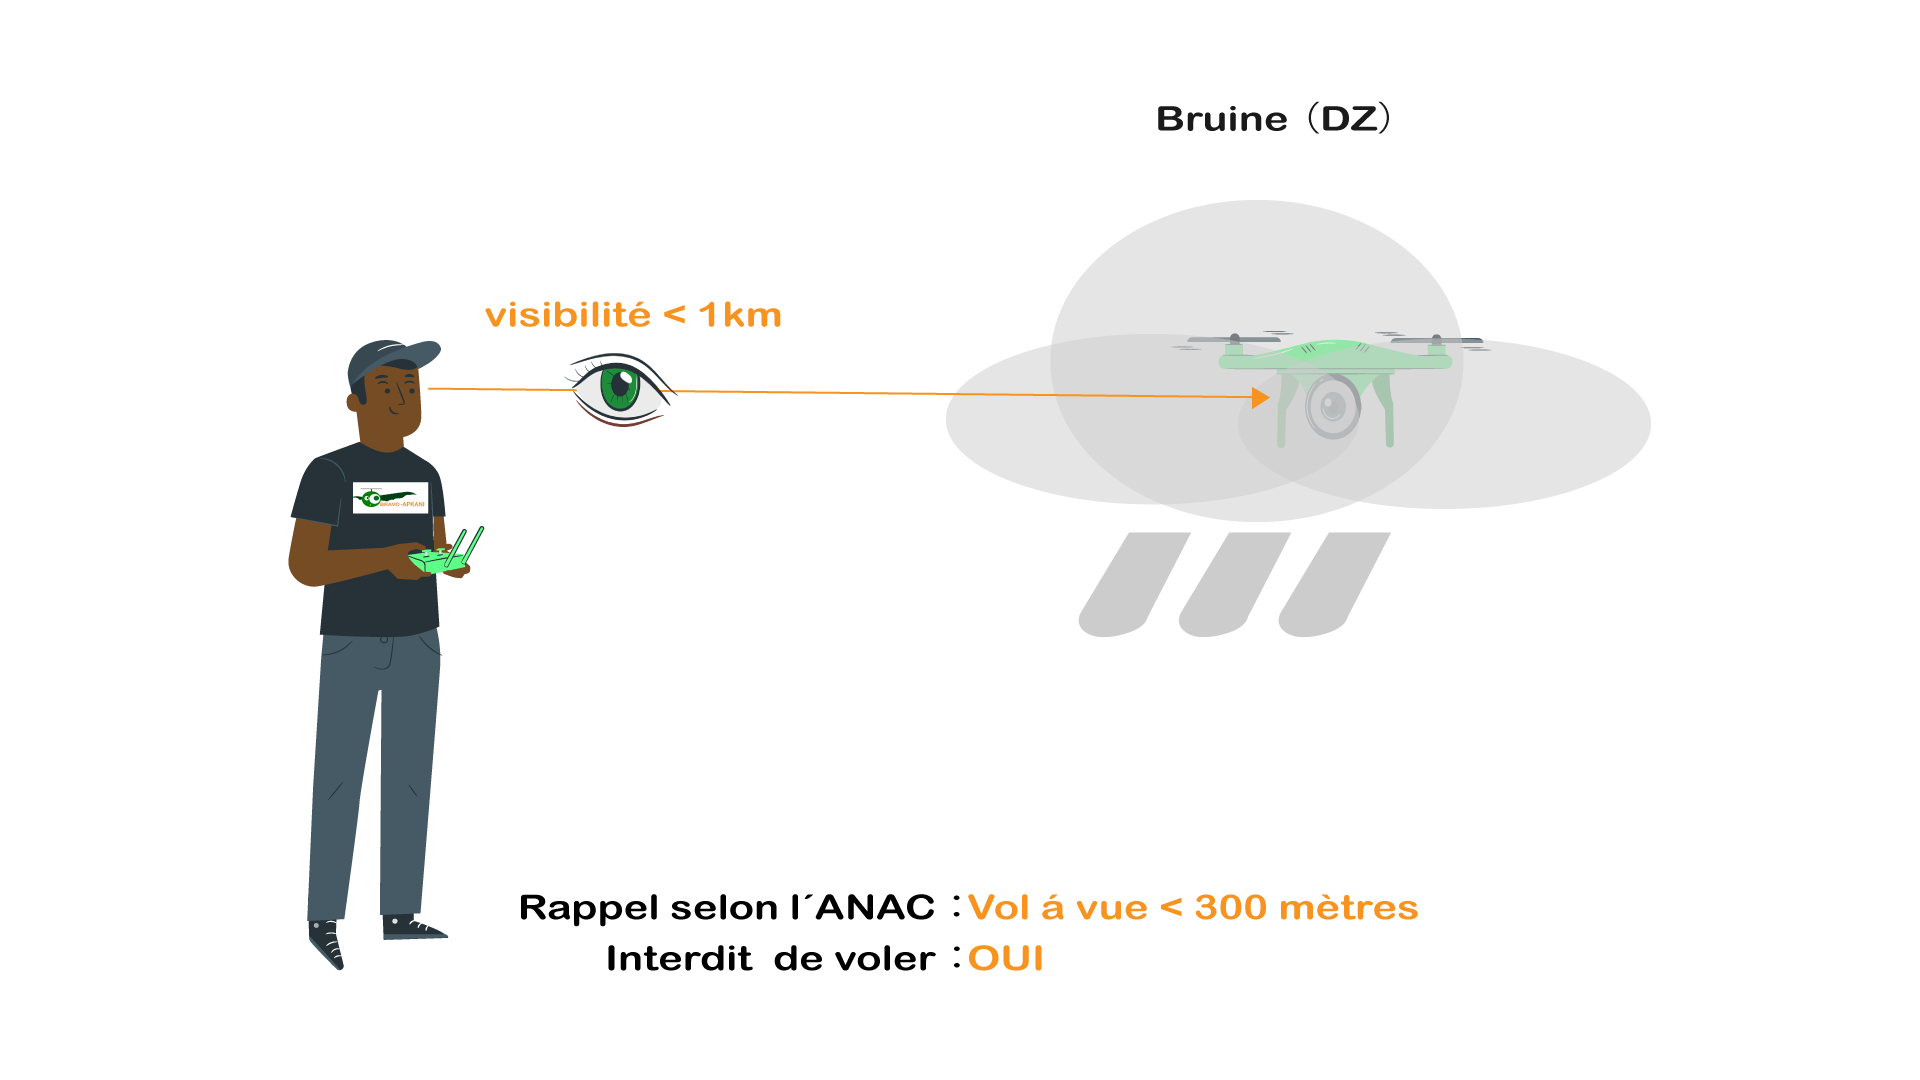 Bruine (DZ)
visibilité < 1km
BRAVO-APKANI
Rappel selon l´ANAC : Vol á vue < 300 mètres
Interdit de voler : OUI